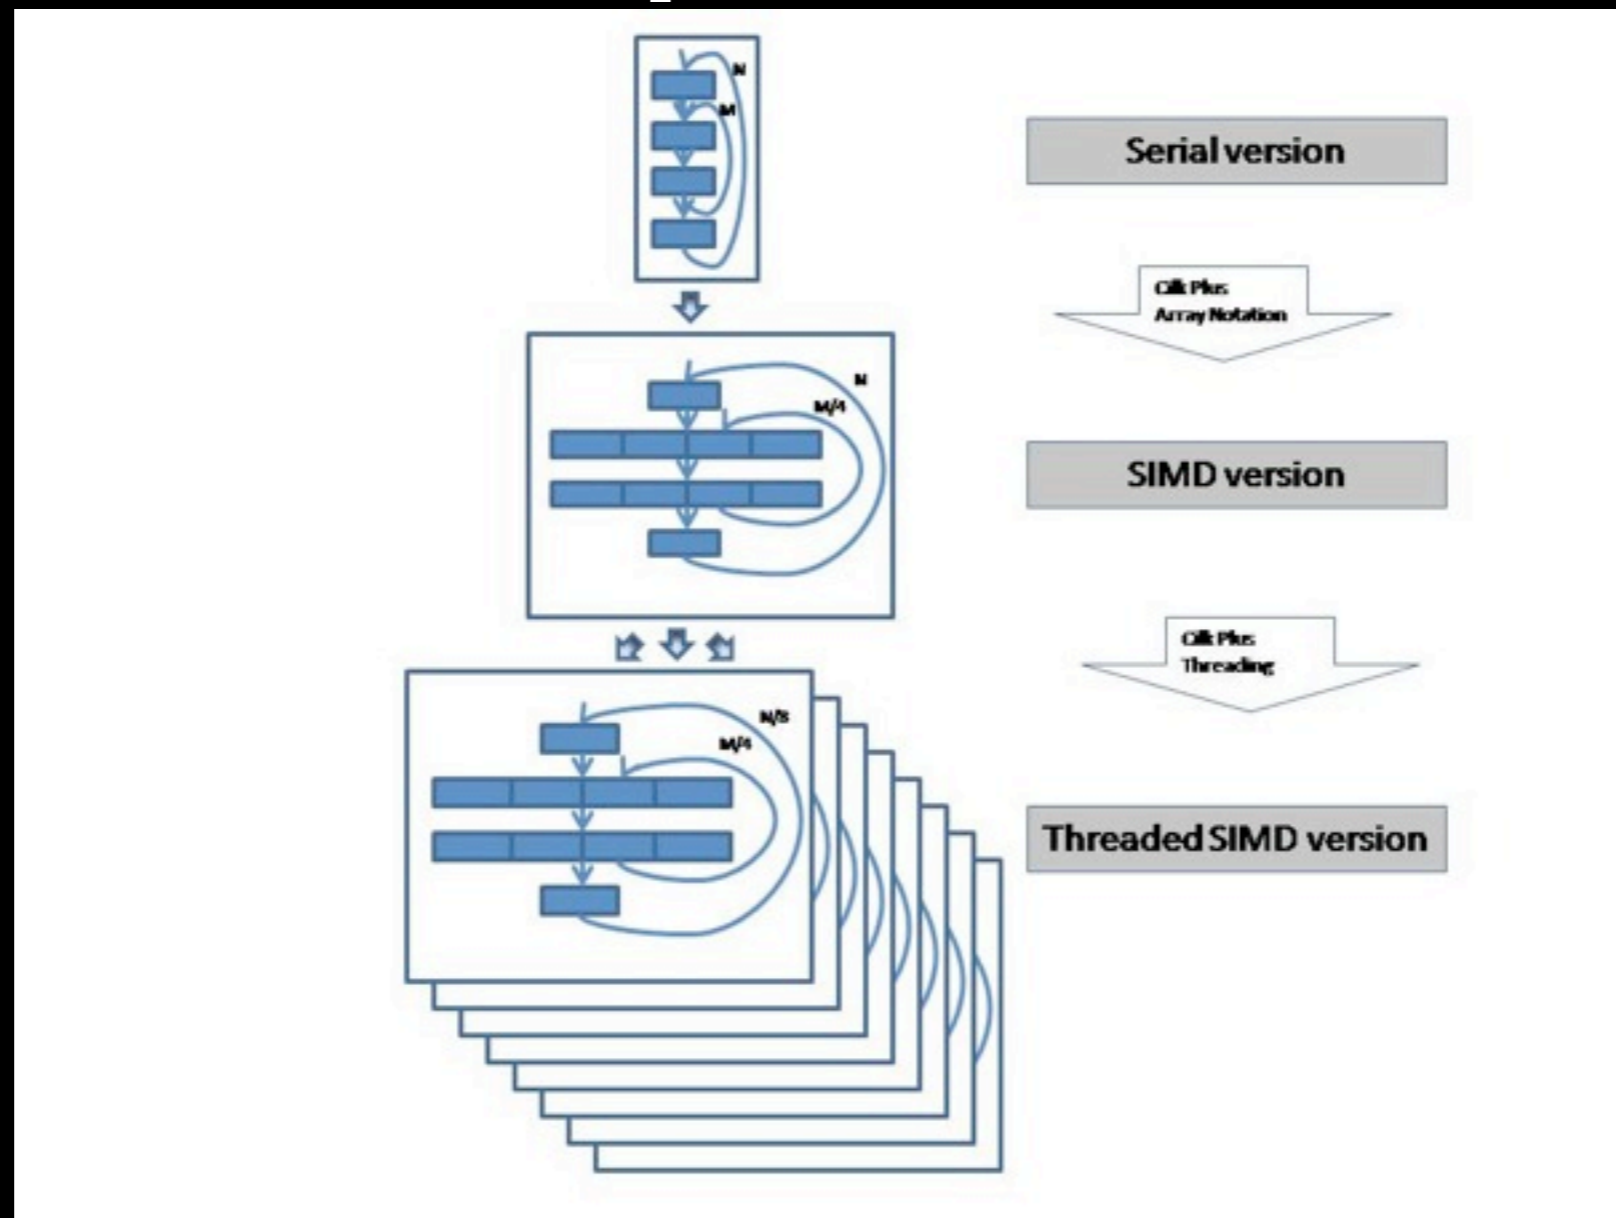 N
M
Serial version
Cilk Plus
Array Notation
N
M/4
SIMD version
Cilk Plus
Threading
N/8
M/4
Threaded SIMD version